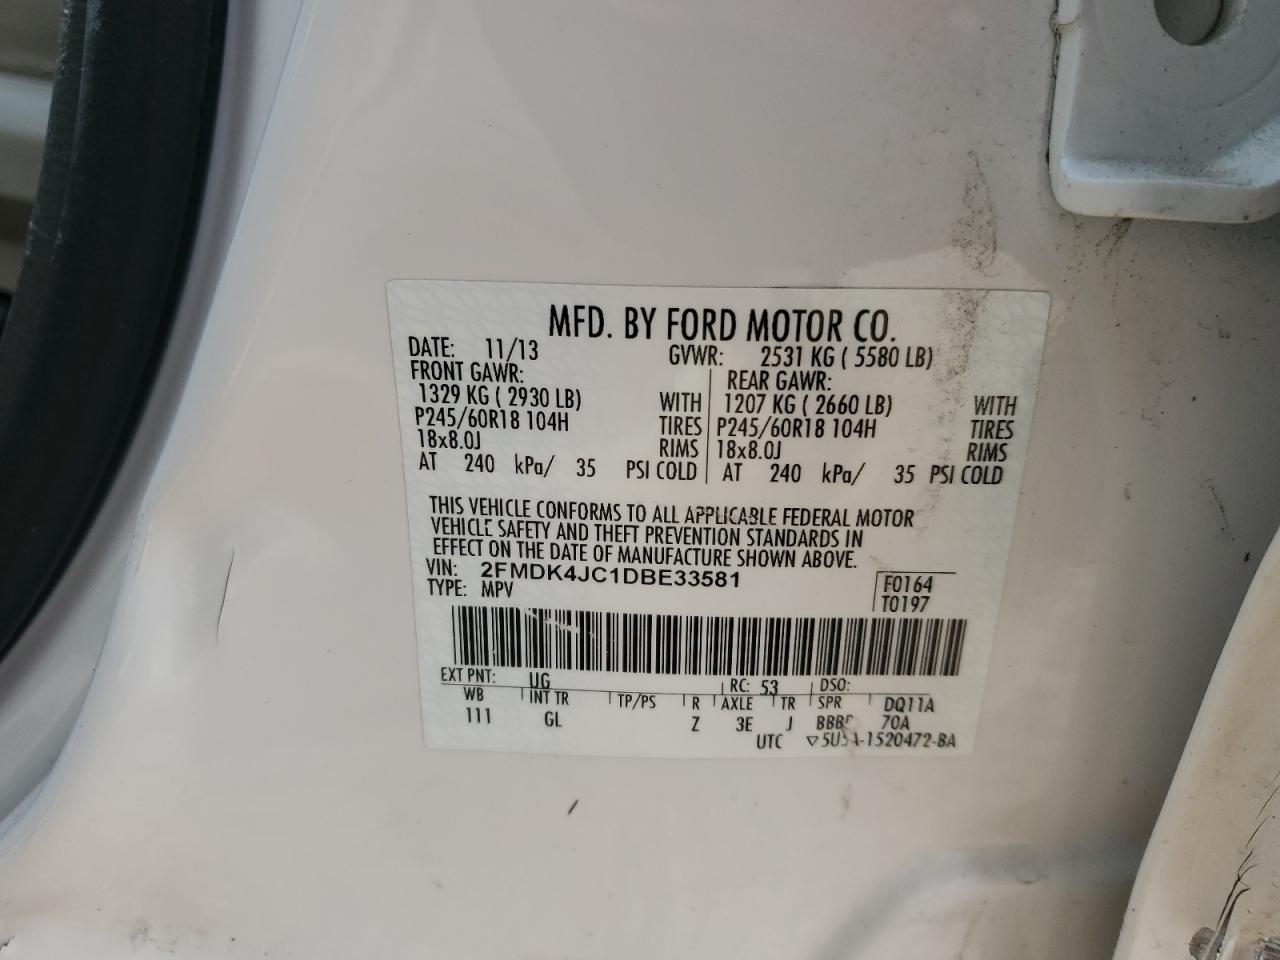 MFD. BY FORD MOTOR CO.
DATE: 11/13 GVWR: 2531 KG ( 5580 LB)
FRONT GAWR: REAR GAWR:
1329 KG ( 2930 LB) WITH 1207 KG ( 2660 LB) WITH
P245/60R18 104H TIRES P245/60R18 104H TIRES
18x8.0J RIMS 18x8.0J RIMS
AT 240 kPa/ 35 PSI COLD AT 240 kPa/ 35 PSI COLD
THIS VEHICLE CONFORMS TO ALL APPLICABLE FEDERAL MOTOR
VEHICLE SAFETY AND THEFT PREVENTION STANDARDS IN
EFFECT ON THE DATE OF MANUFACTURE SHOWN ABOVE.
VIN: 2FMDK4JC1DBE33581 F0164
TYPE: MPV T0197
EXT PNT: UG RC: 53 DSO:
WB INT TR TP/PS R AXLE TR SPR DQ11A
111 GL Z 3E J 70A
UTC